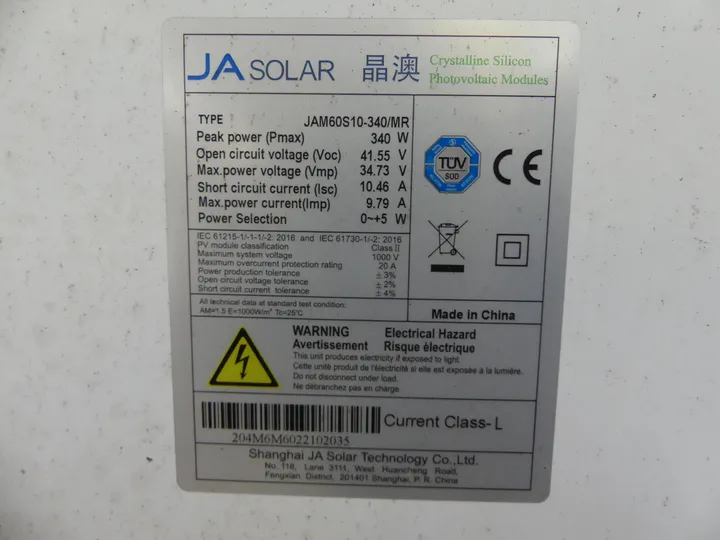 JA SOLAR 晶澳
Crystalline Silicon
Photovoltaic Modules
TYPE JAM60S10-340/MR
Peak power (Pmax) 340 W
Open circuit voltage (Voc) 41.55 V
Max.power voltage (Vmp) 34.73 V
Short circuit current (Isc) 10.46 A
Max.power current(Imp) 9.79 A
Power Selection 0~+5 W
TÜV
SÜD
CE
IEC 61215-1/-1-1/-2: 2016 and IEC 61730-1/-2: 2016
PV module classification Class II
Maximum system voltage 1000 V
Maximum overcurrent protection rating 20 A
Power production tolerance ±3%
Open circuit voltage tolerance ±2%
Short circuit current tolerance ±4%
All technical data at standard test condition:
AM=1.5 E=1000W/m² Tc=25°C
Made in China
WARNING Electrical Hazard
Avertissement Risque électrique
This unit produces electricity if exposed to light.
Cette unité produit de l'électricité si elle est exposée à la lumière.
Do not disconnect under load.
Ne débranchez pas en charge.
204M6M6022102035
Current Class- L
Shanghai JA Solar Technology Co.,Ltd.
No. 118, Lane 3111, West Huancheng Road,
Fengxian District, 201401 Shanghai, P. R. China